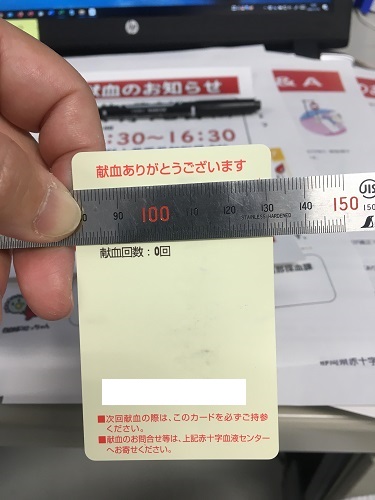 hp
献血のお知らせ
& A
:30～16:30
献血ありがとうございます
90 100 110 120 130 140 150
STAINLESS HARDENED
JIS
150
献血回数：0回
■次回献血の際は、このカードを必ずご持参
ください。
■献血のお問合せ等は、上記赤十字血液センター
へお寄せください。